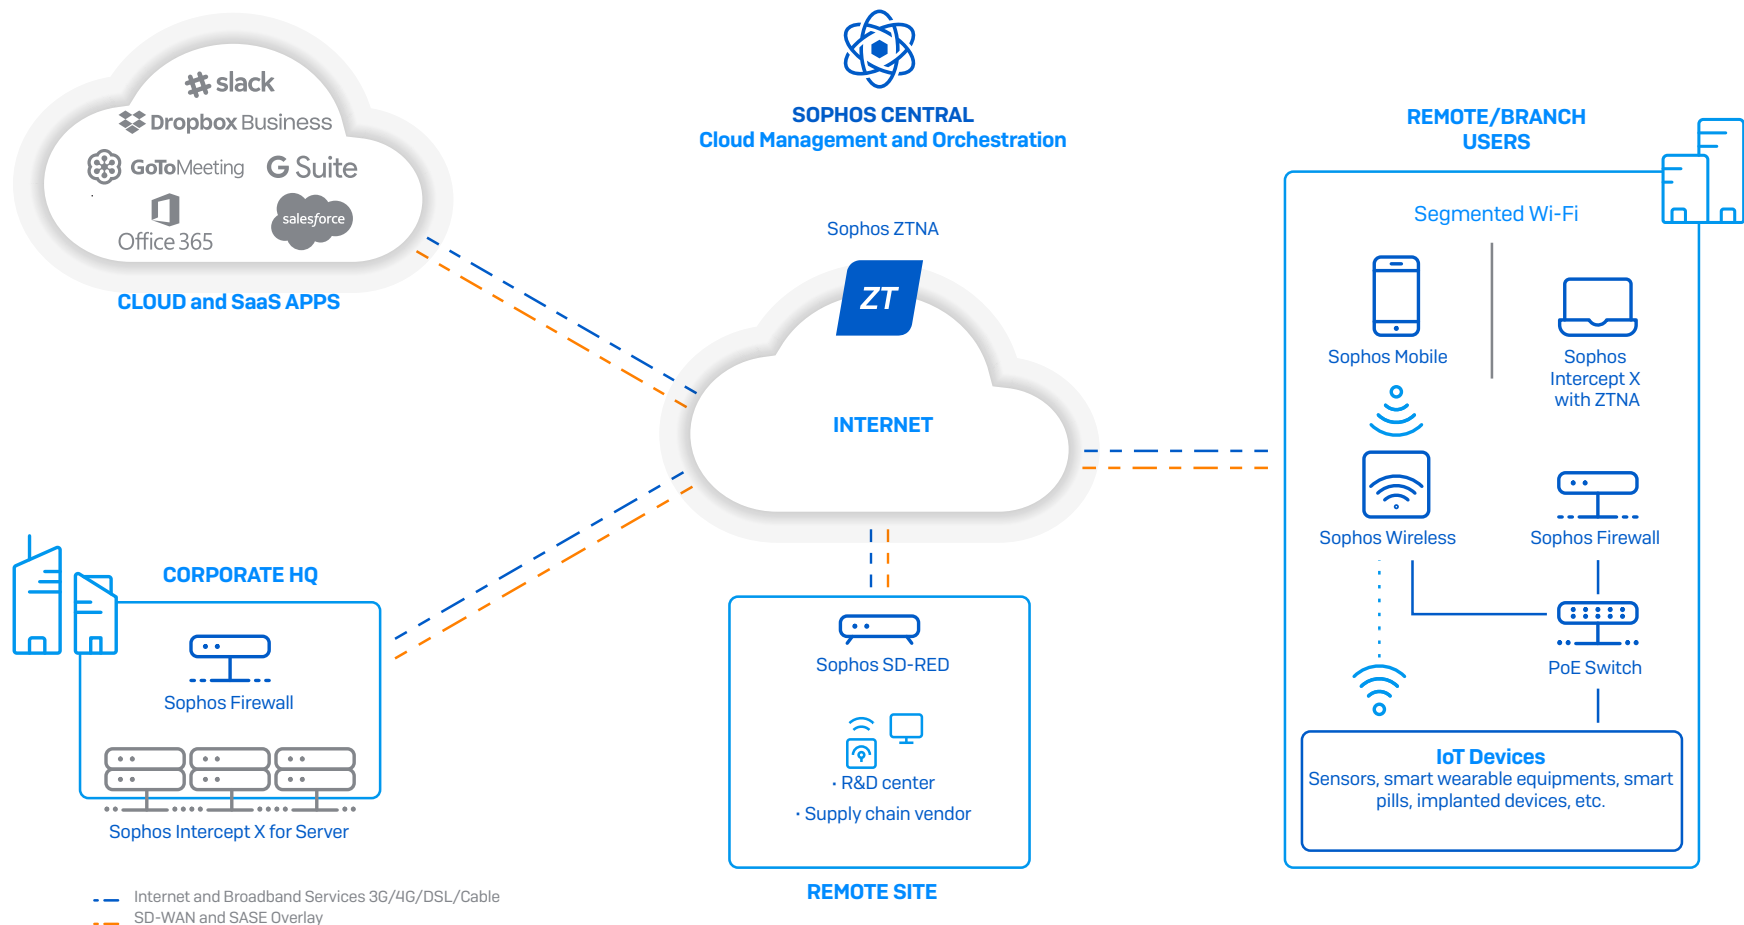 slack
Dropbox Business
GoToMeeting
G Suite
Office 365
salesforce
CLOUD and SaaS APPS
SOPHOS CENTRAL
Cloud Management and Orchestration
Sophos ZTNA
ZT
INTERNET
REMOTE/BRANCH
USERS
Segmented Wi-Fi
Sophos Mobile
Sophos
Intercept X
with ZTNA
Sophos Wireless
Sophos Firewall
PoE Switch
IoT Devices
Sensors, smart wearable equipments, smart
pills, implanted devices, etc.
CORPORATE HQ
Sophos Firewall
Sophos Intercept X for Server
Sophos SD-RED
· R&D center
· Supply chain vendor
REMOTE SITE
Internet and Broadband Services 3G/4G/DSL/Cable
SD-WAN and SASE Overlay